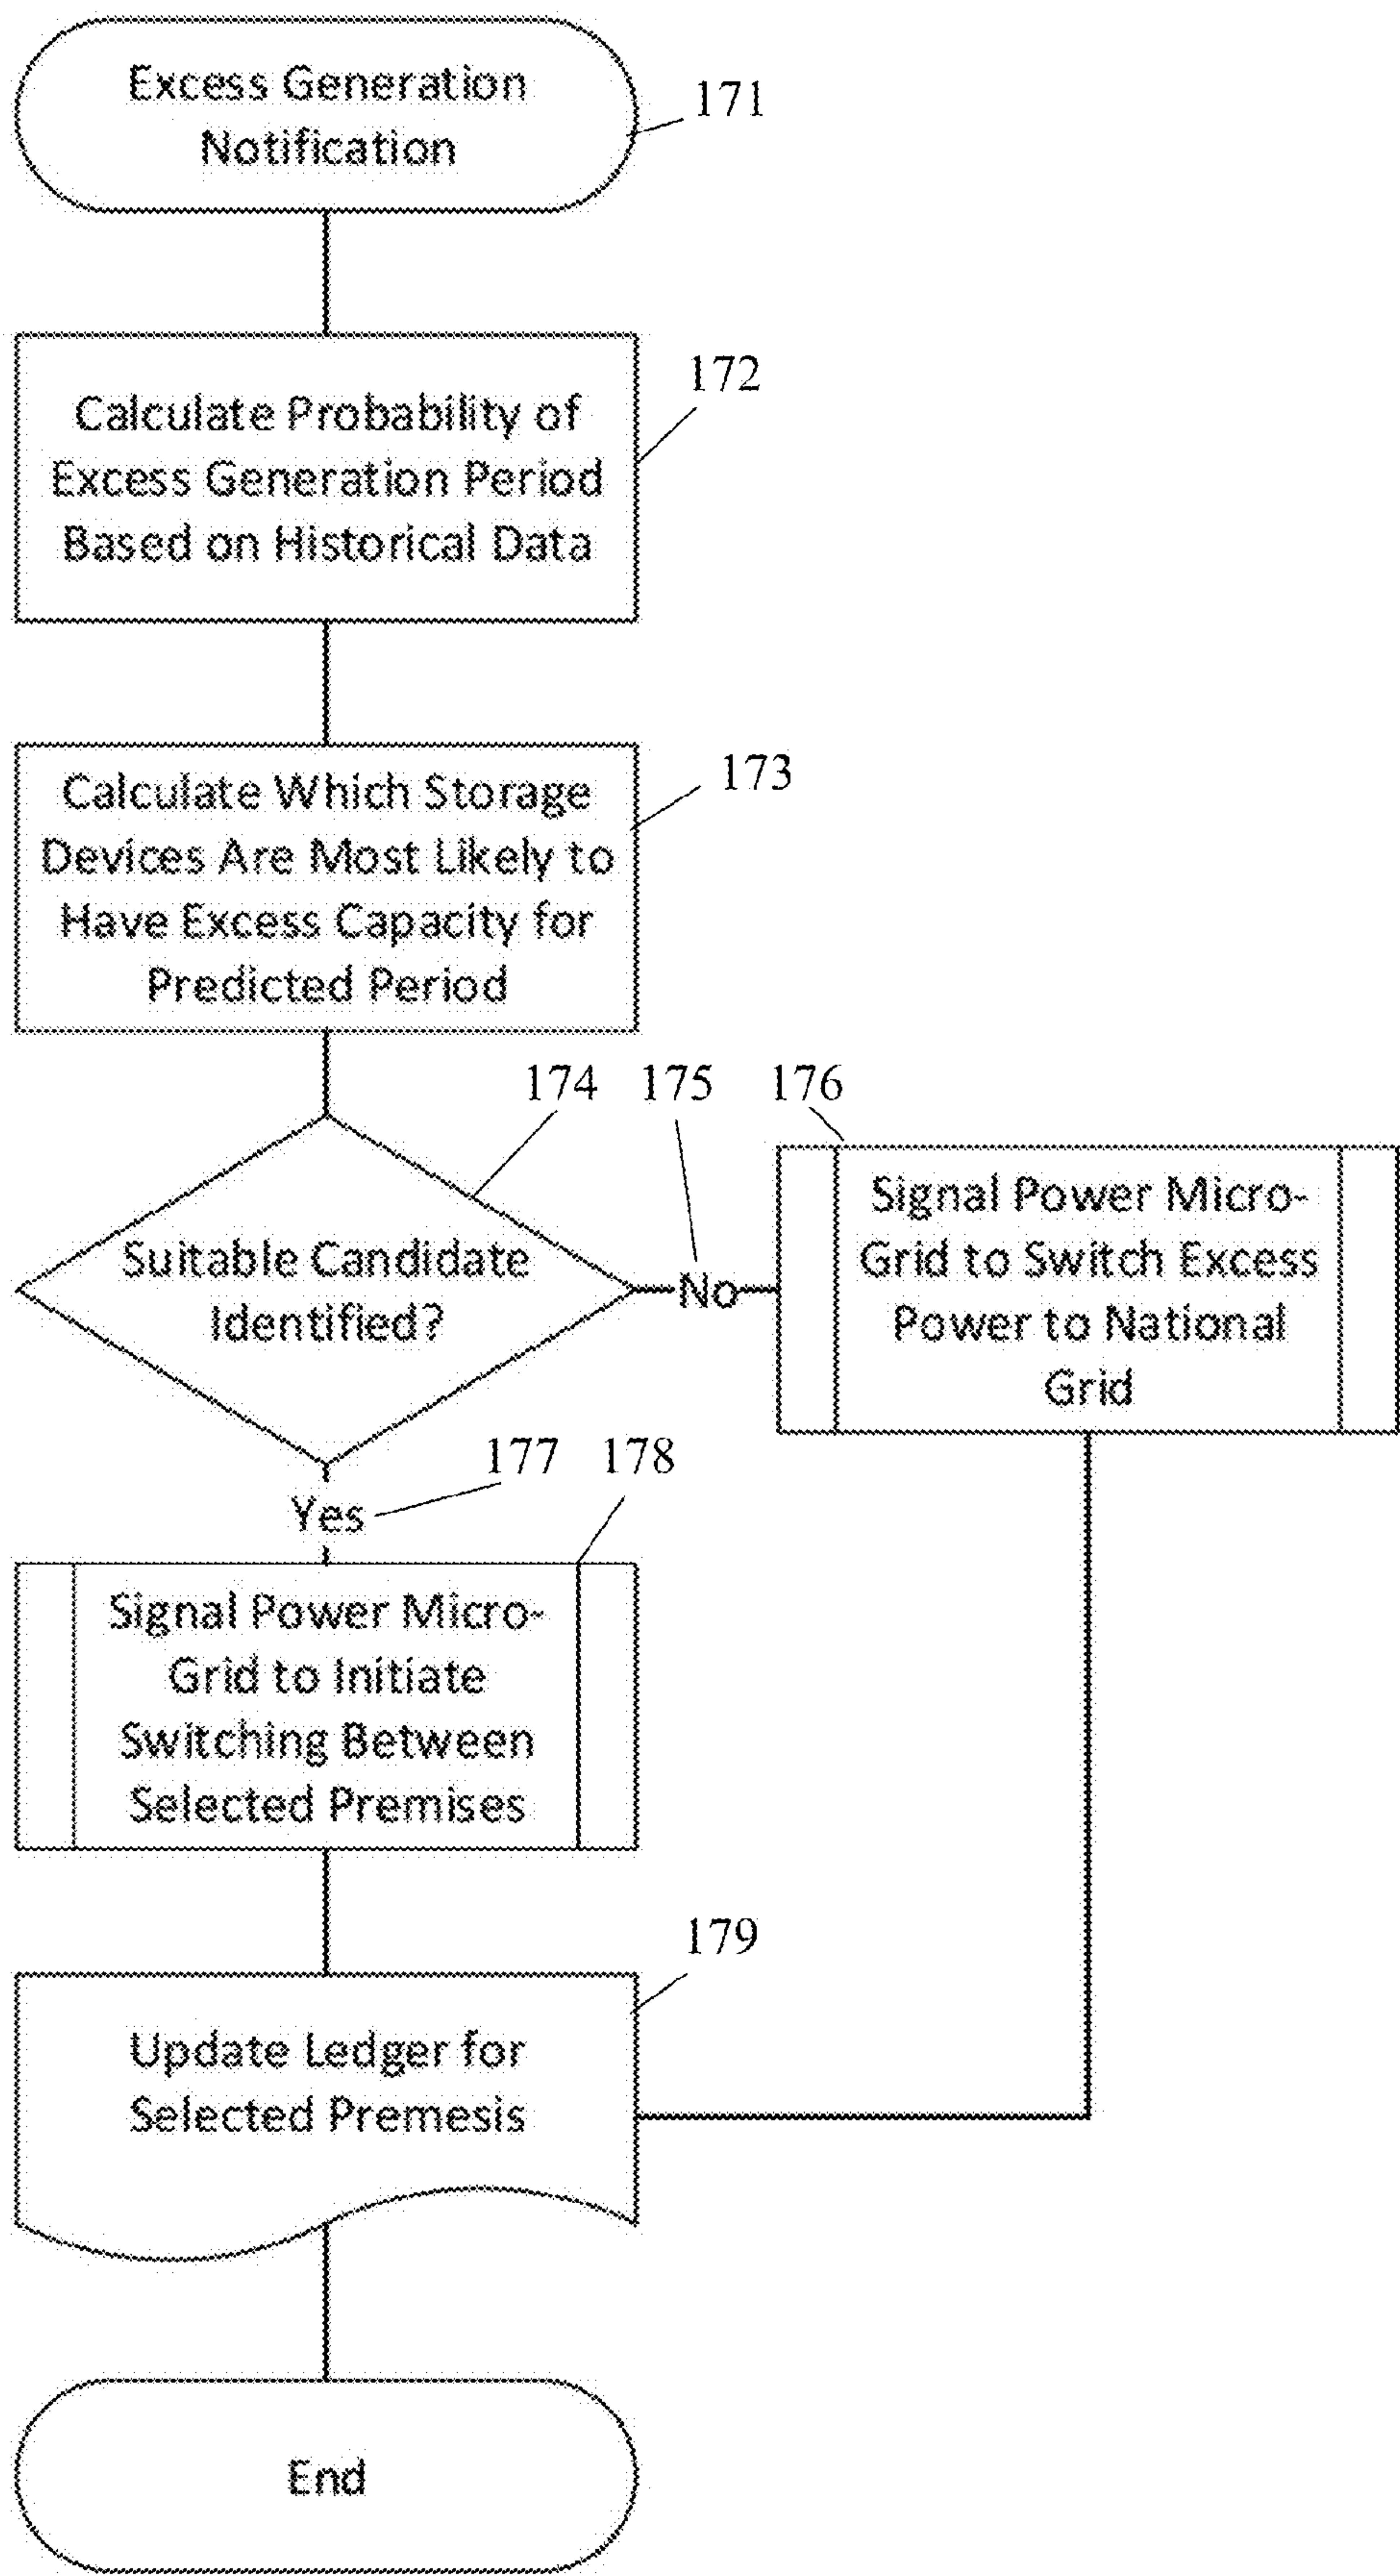 Excess Generation
Notification
171
Calculate Probability of
Excess Generation Period
Based on Historical Data
172
Calculate Which Storage
Devices Are Most Likely to
Have Excess Capacity for
Predicted Period
173
174
175
176
Suitable Candidate
Identified?
No
Signal Power Micro-
Grid to Switch Excess
Power to National
Grid
177
178
Yes
Signal Power Micro-
Grid to Initiate
Switching Between
Selected Premises
179
Update Ledger for
Selected Premesis
End